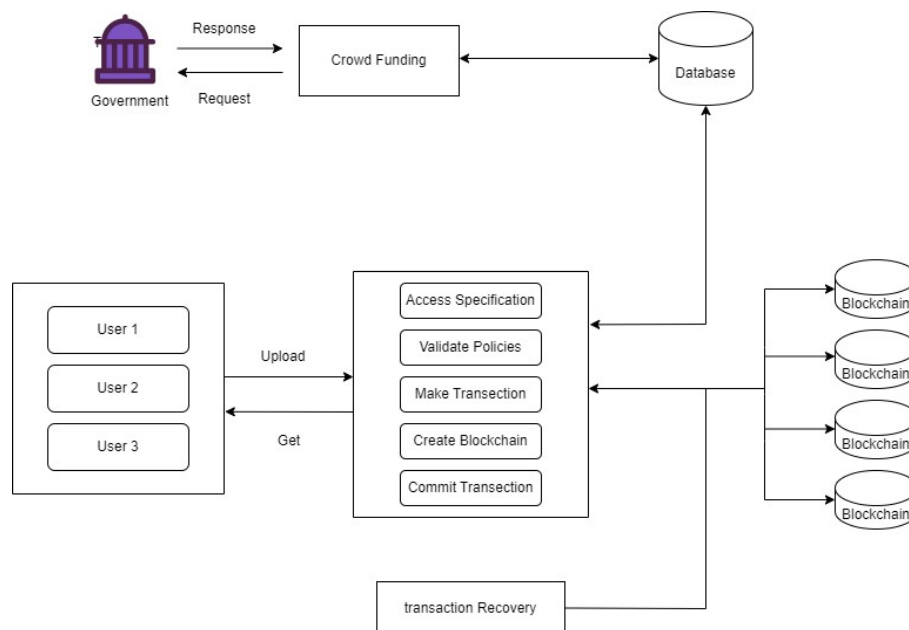 Response
Crowd Funding
Database
Government
Request
Access Specification
Blockchain
User 1
Validate Policies
Upload
Blockchain
User 2
Make Transection
Get
User 3
Create Blockchain
Blockchain
Commit Transection
Blockchain
transaction Recovery